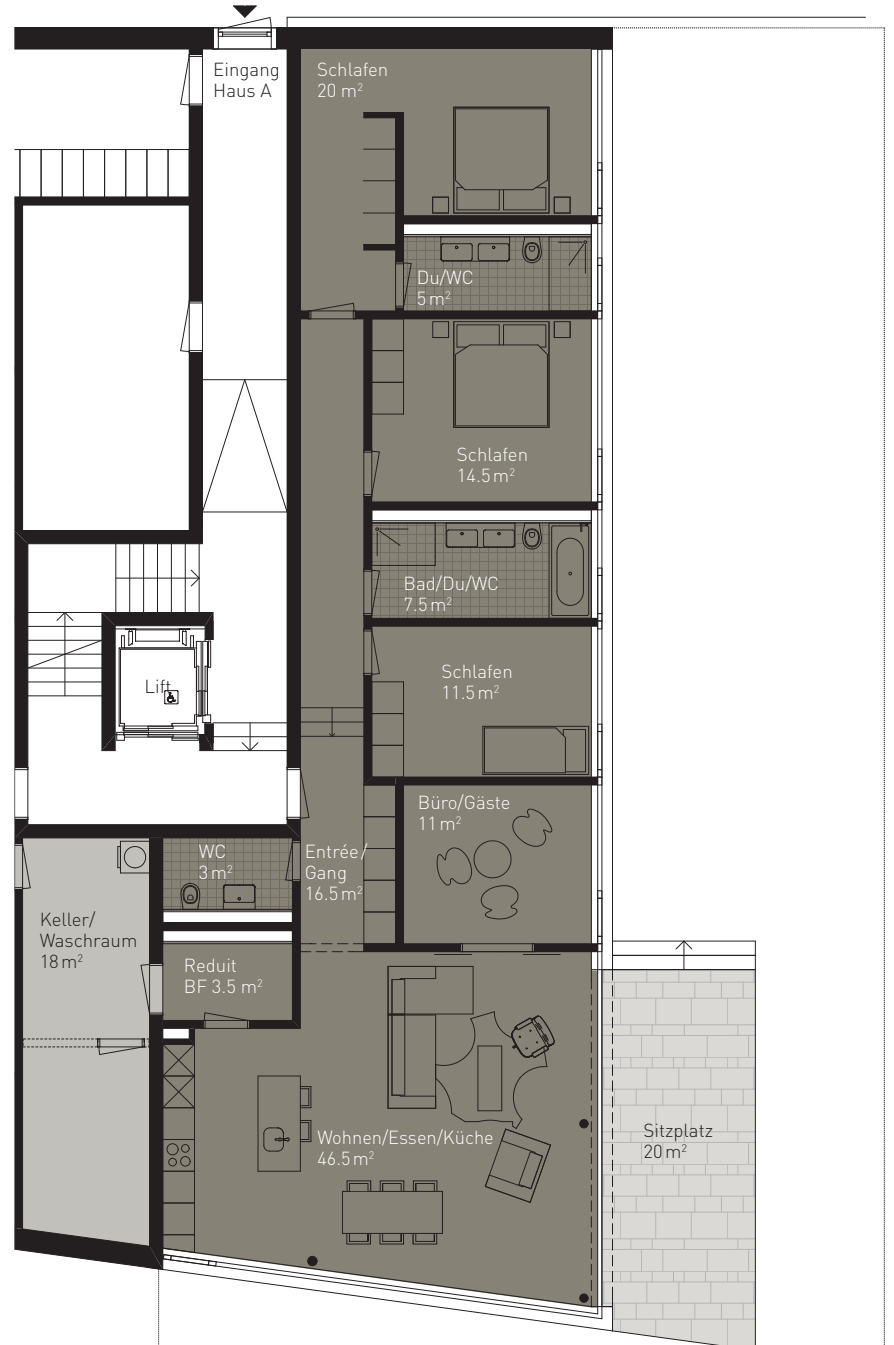 Eingang
Haus A
Schlafen
20 m²
Du/WC
5 m²
Schlafen
14.5 m²
Bad/Du/WC
7.5 m²
Lift
Schlafen
11.5 m²
Büro/Gäste
11 m²
WC
3 m²
Entrée/
Gang
16.5 m²
Keller/
Waschraum
18 m²
Reduit
BF 3.5 m²
Wohnen/Essen/Küche
46.5 m²
Sitzplatz
20 m²